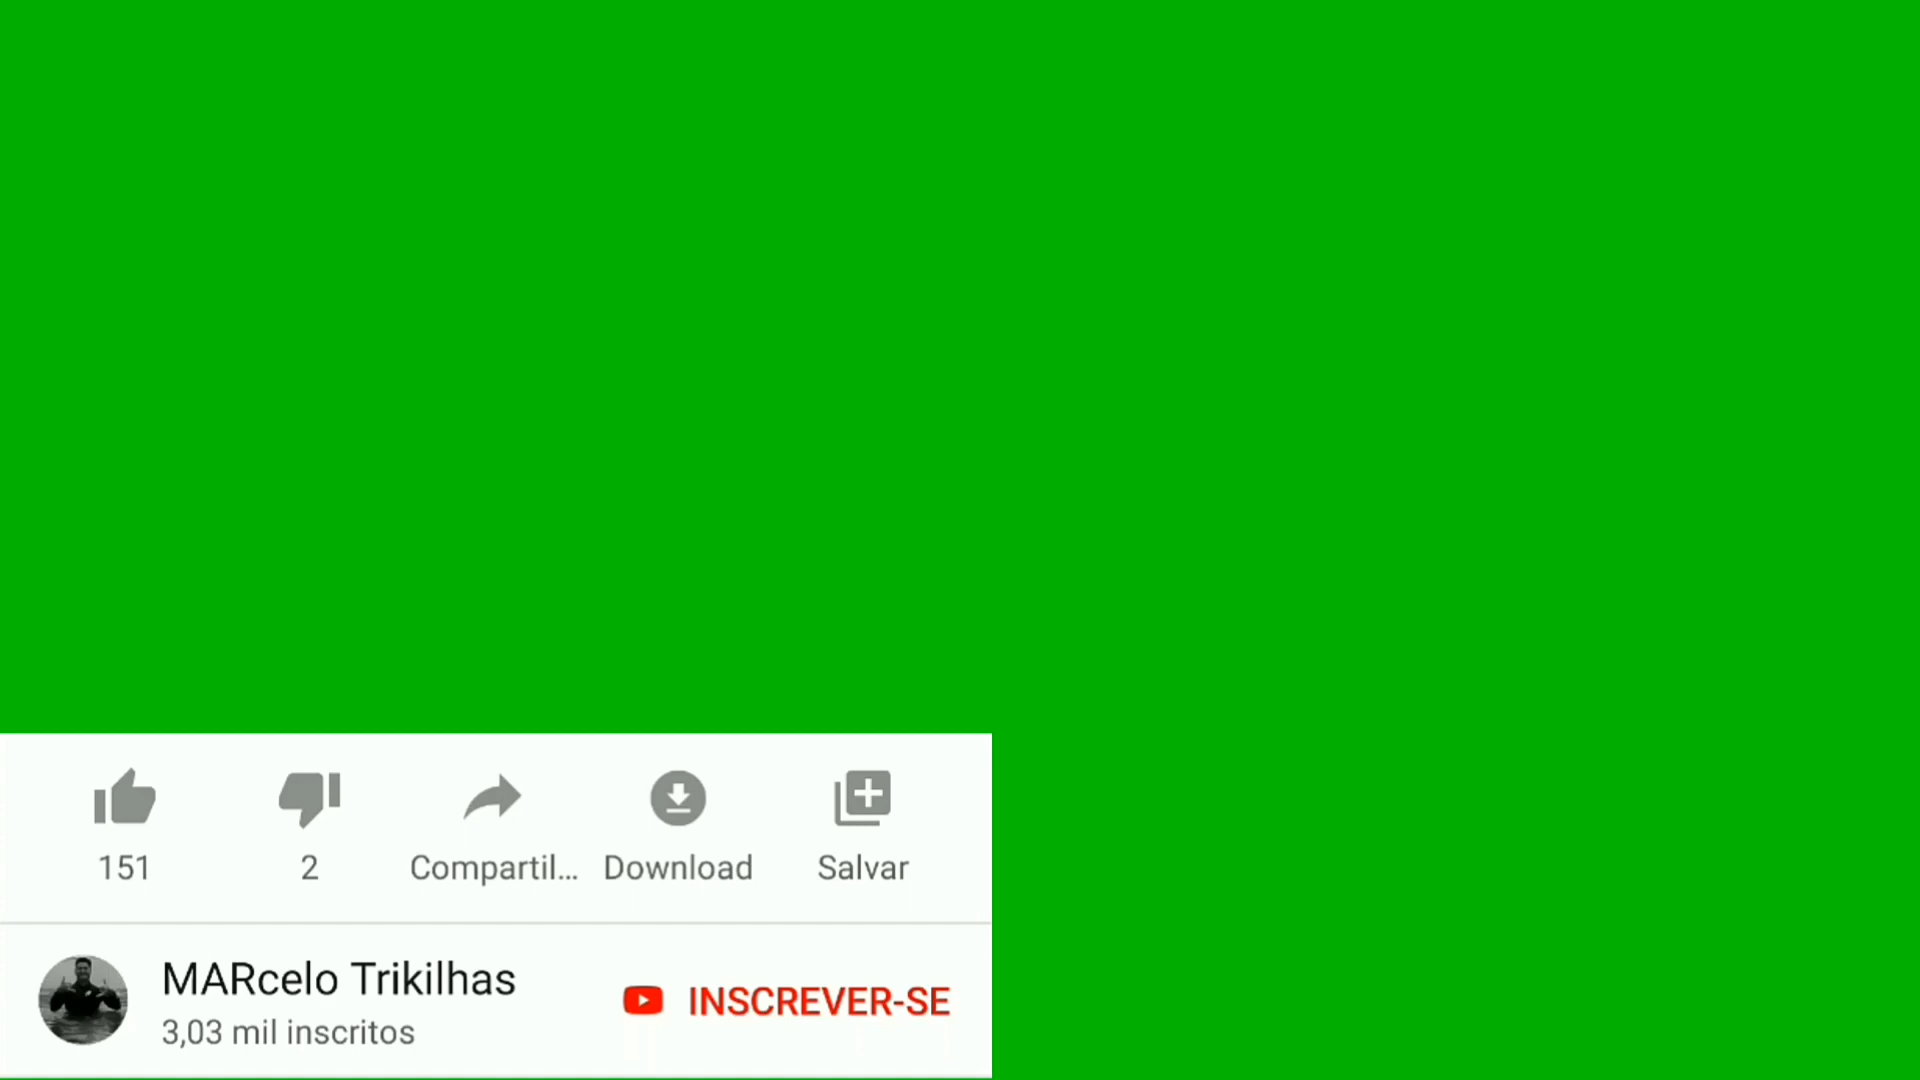 151 2 Compartil... Download Salvar
MARcelo Trikilhas
3,03 mil inscritos
INSCREVER-SE